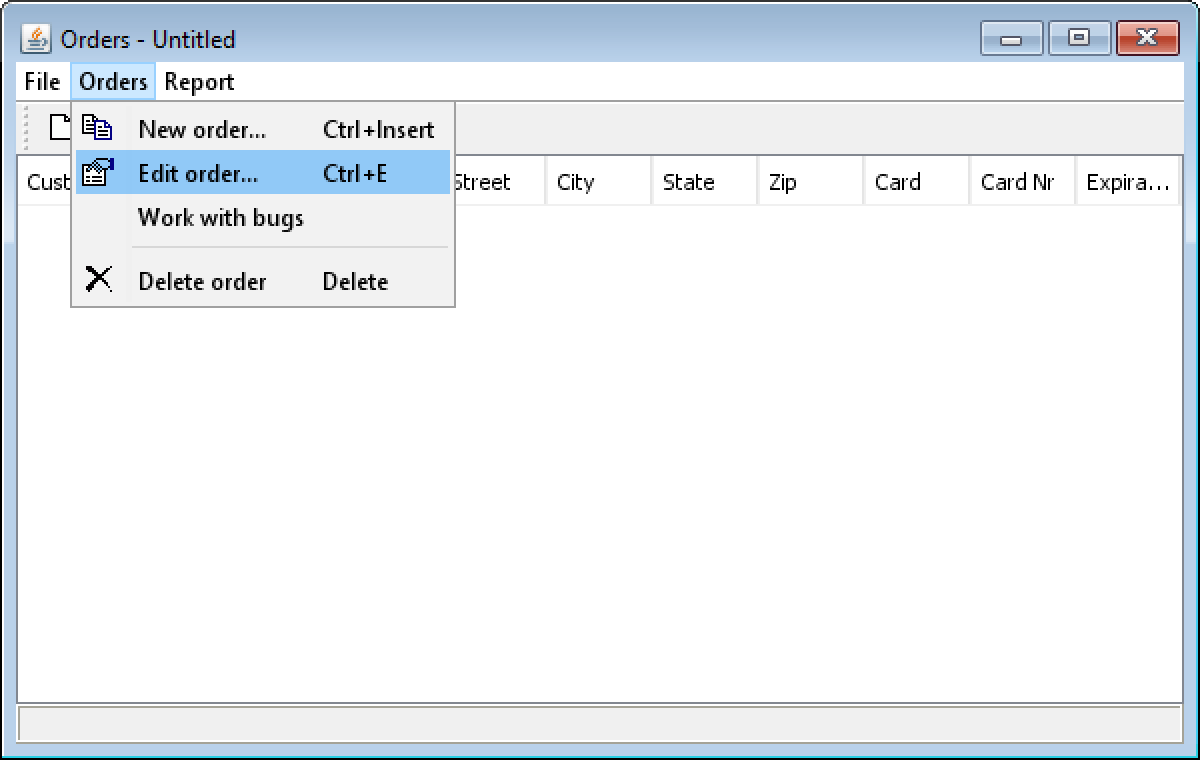 Orders - Untitled
File Orders Report
New order... Ctrl+Insert
Edit order... Ctrl+E
Cust Street City State Zip Card Card Nr Expira...
Work with bugs
Delete order Delete